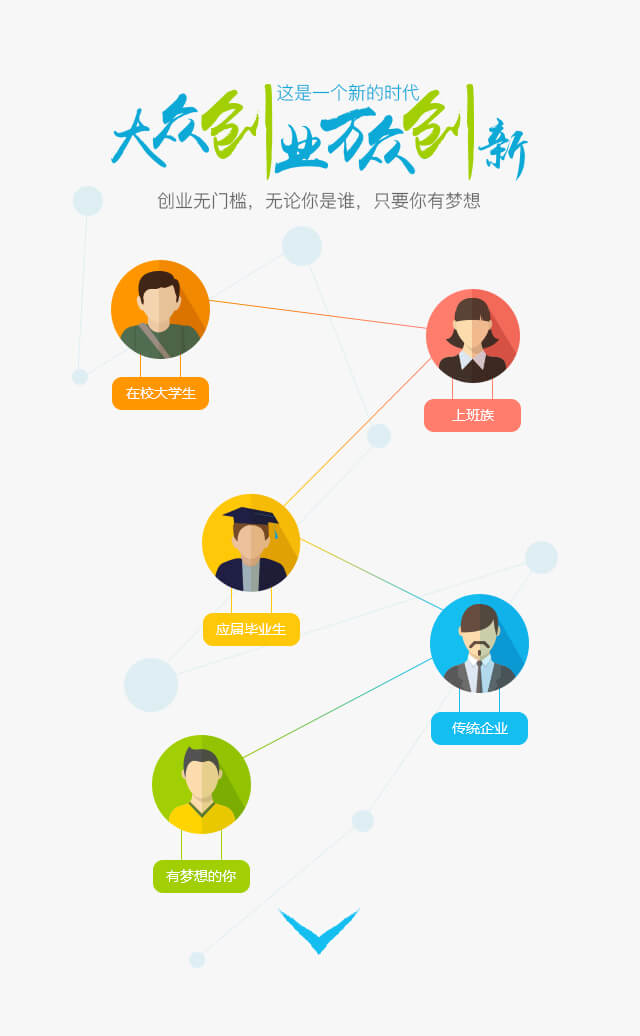 这是一个新的时代
大众创业万众创新
创业无门槛，无论你是谁，只要你有梦想
在校大学生
上班族
应届毕业生
传统企业
有梦想的你